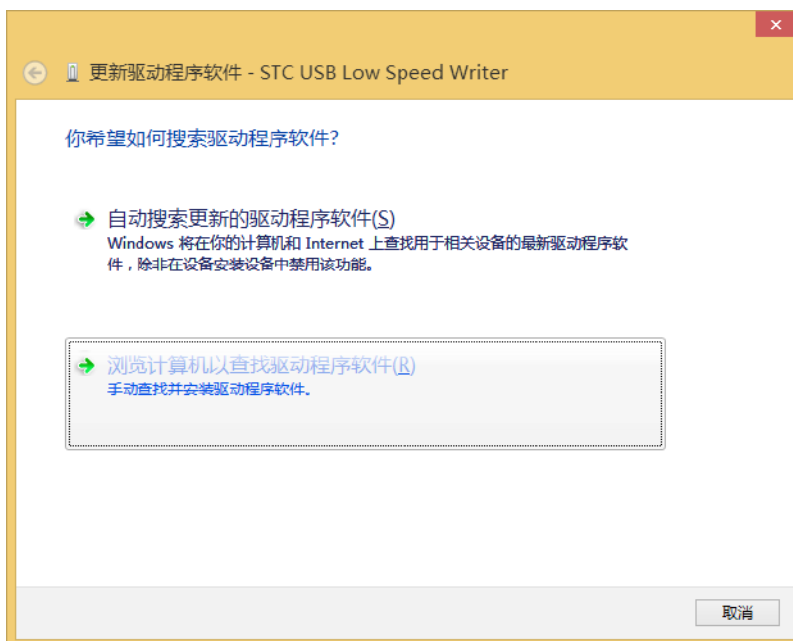 更新驱动程序软件 - STC USB Low Speed Writer
你希望如何搜索驱动程序软件?
自动搜索更新的驱动程序软件(S)
Windows 将在你的计算机和 Internet 上查找用于相关设备的最新驱动程序软
件，除非在设备安装设备中禁用该功能。
浏览计算机以查找驱动程序软件(R)
手动查找并安装驱动程序软件。
取消